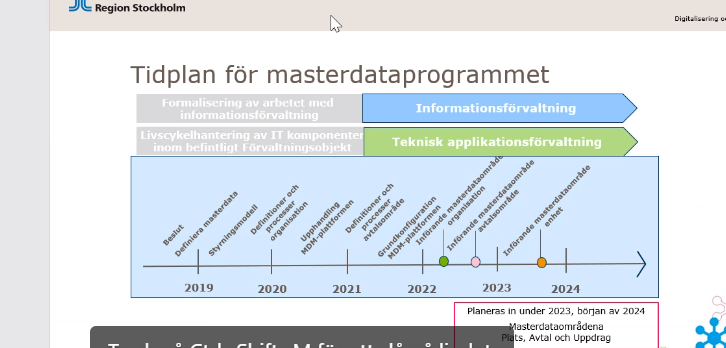 Region Stockholm
Digitalisering o
Tidplan för masterdataprogrammet
Formalisering av arbetet med
informationsförvaltning
Informationsförvaltning
Livscykelhantering av IT komponenter
inom befintligt Förvaltningsobjekt
Teknisk applikationsförvaltning
Beslut
Definiera masterdata
Styrningsmodell
Definitioner och
processer
organisation
Upphandling
MDM-plattformen
Definitioner och
processer
avtalsområde
Grundkonfiguration
MDM-plattformen
Införande masterdataområde
organisation
Införande masterdataområde
avtalsområde
Införande masterdataområde
enhet
2019
2020
2021
2022
2023
2024
Planeras in under 2023, början av 2024
Masterdataområdena
Plats, Avtal och Uppdrag